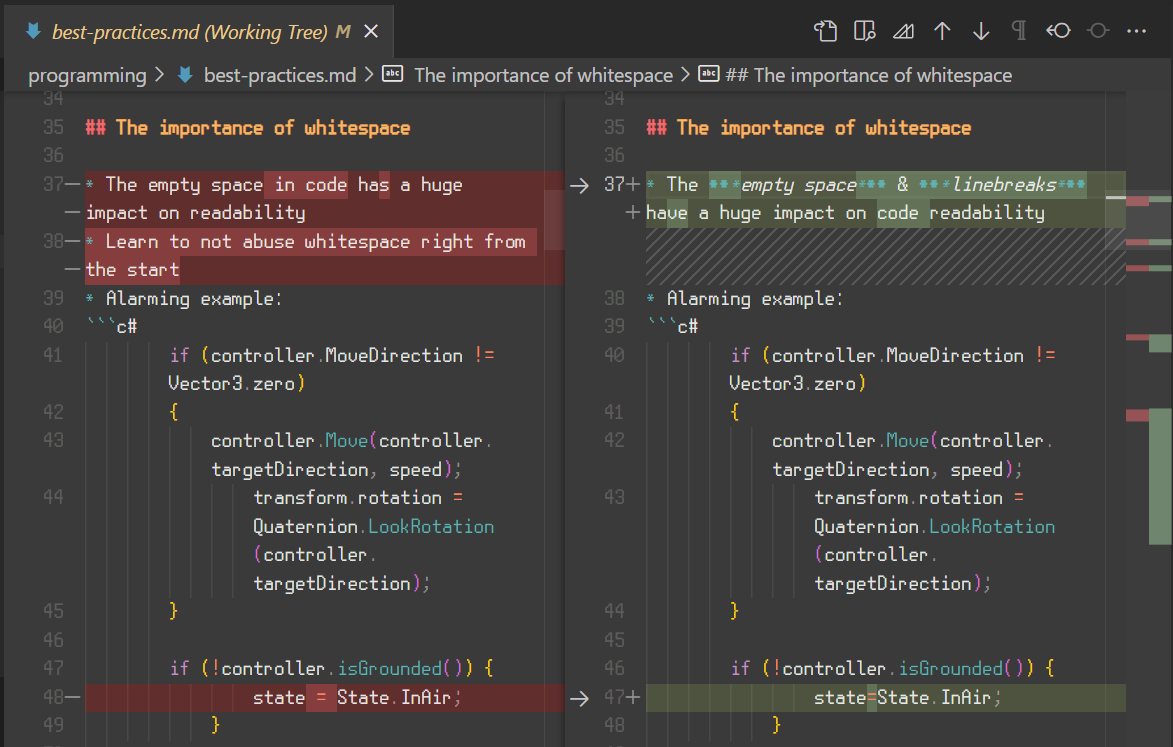 best-practices.md (Working Tree) M
programming > best-practices.md > abc The importance of whitespace > abc ## The importance of whitespace
34
35 ## The importance of whitespace
36
37— * The empty space in code has a huge
— impact on readability
38— * Learn to not abuse whitespace right from
— the start
39 * Alarming example:
40 ```c#
41 if (controller.MoveDirection !=
Vector3.zero)
42 {
43 controller.Move(controller.
targetDirection, speed);
44 transform.rotation =
Quaternion.LookRotation
(controller.
targetDirection);
45 }
46
47 if (!controller.isGrounded()) {
48— state = State.InAir;
49 }
34
35 ## The importance of whitespace
36
37+ * The ***empty space*** & ***linebreaks***
+ have a huge impact on code readability
38 * Alarming example:
39 ```c#
40 if (controller.MoveDirection !=
Vector3.zero)
41 {
42 controller.Move(controller.
targetDirection, speed);
43 transform.rotation =
Quaternion.LookRotation
(controller.
targetDirection);
44 }
45
46 if (!controller.isGrounded()) {
47+ state=State.InAir;
48 }